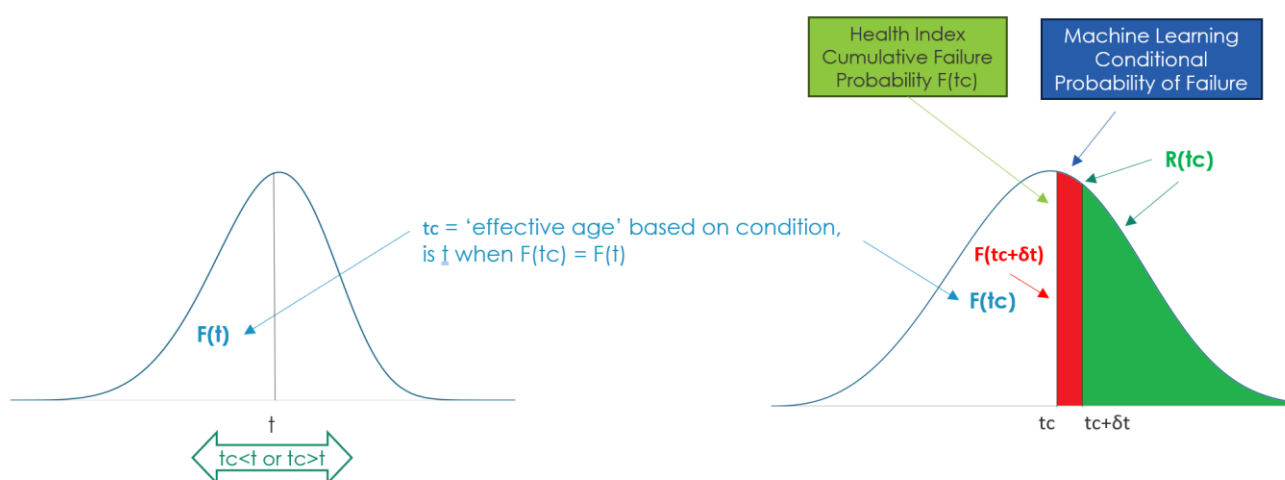 Health Index
Cumulative Failure
Probability F(tc)
Machine Learning
Conditional
Probability of Failure
R(tc)
tc = ‘effective age’ based on condition,
is t when F(tc) = F(t)
F(t)
F(tc+δt)
F(tc)
t
tc<t or tc>t
tc
tc+δt